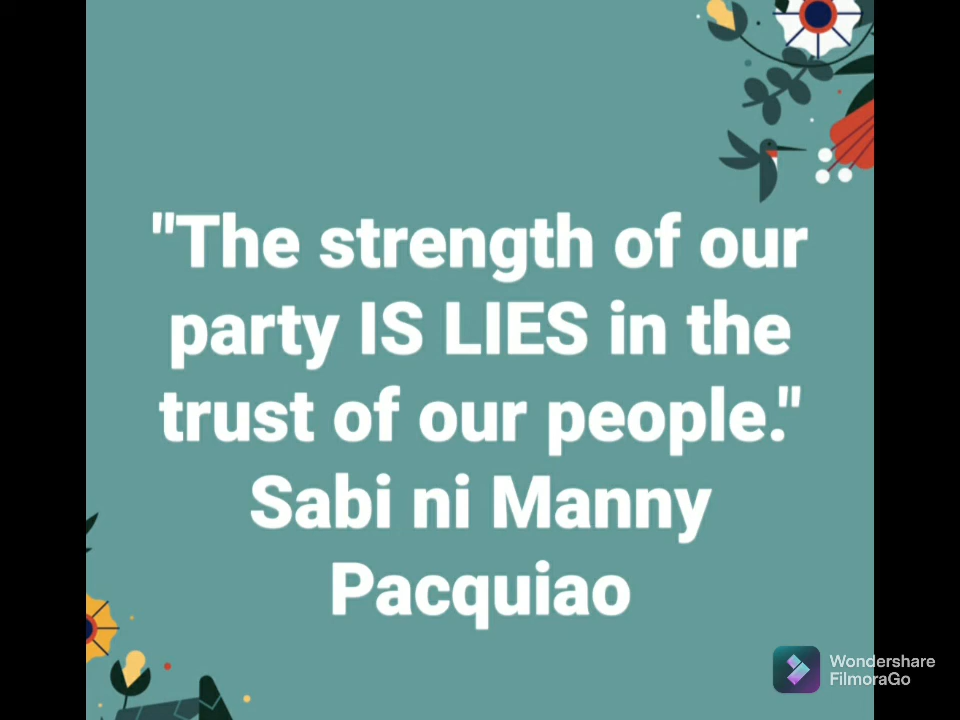 "The strength of our
party IS LIES in the
trust of our people."
Sabi ni Manny
Pacquiao
Wondershare
FilmoraGo